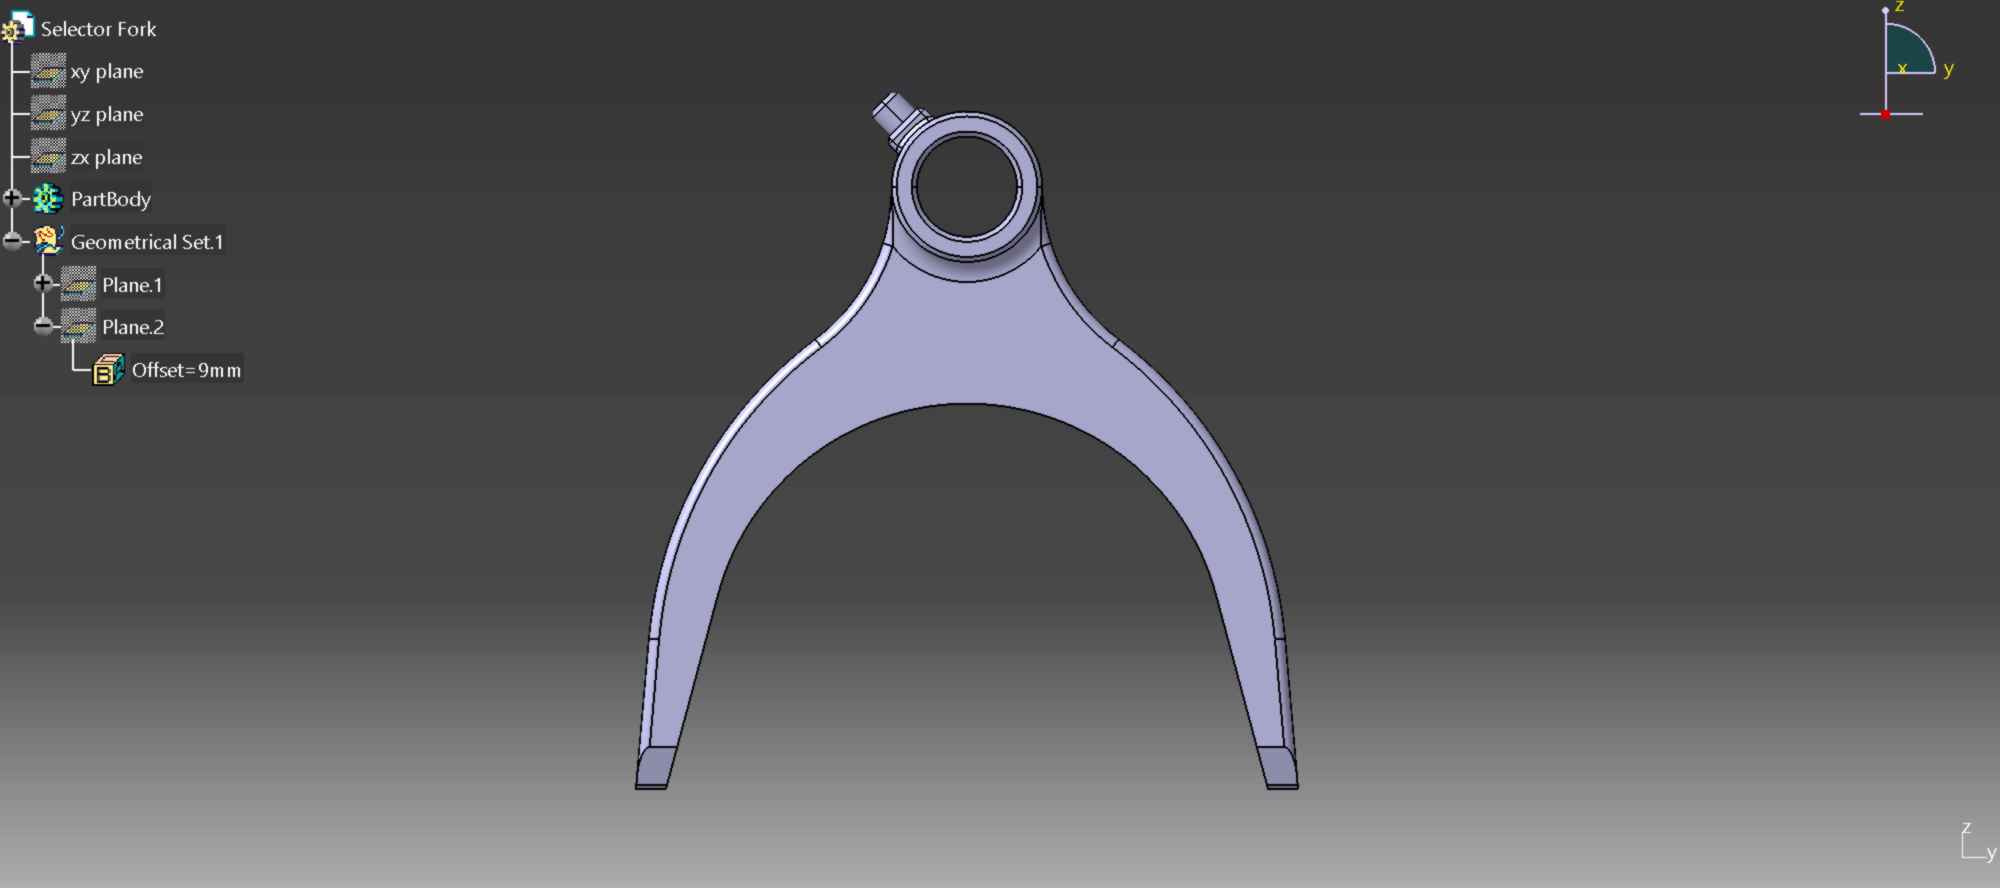 Selector Fork
xy plane
yz plane
zx plane
PartBody
Geometrical Set.1
Plane.1
Plane.2
B
Offset=9mm
z
x
y
z
y